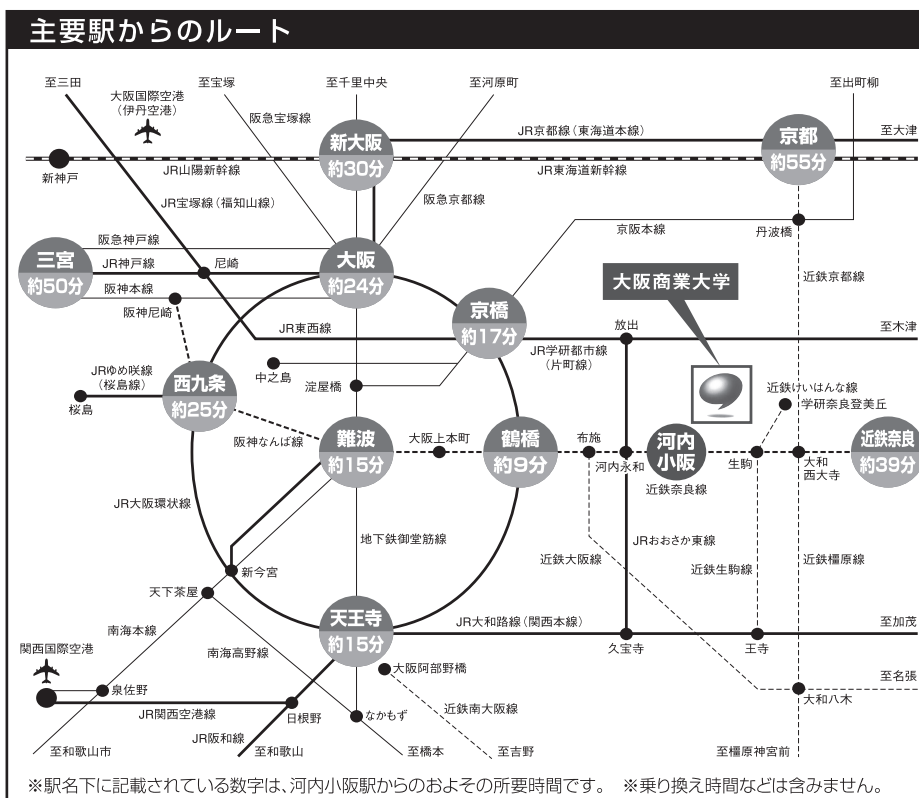 主要駅からのルート
至三田
大阪国際空港
（伊丹空港）
至宝塚
至千里中央
至河原町
至出町柳
阪急宝塚線
新大阪
約30分
JR京都線（東海道本線）
京都
約55分
至大津
新神戸
JR山陽新幹線
JR東海道新幹線
JR宝塚線（福知山線）
阪急京都線
京阪本線
丹波橋
阪急神戸線
三宮
約50分
JR神戸線
尼崎
大阪
約24分
大阪商業大学
近鉄京都線
阪神本線
阪神尼崎
京橋
約17分
JR東西線
放出
至木津
JR学研都市線
（片町線）
JRゆめ咲線
（桜島線）
桜島
西九条
約25分
中之島
淀屋橋
近鉄けいはんな線
学研奈良登美丘
阪神なんば線
難波
約15分
大阪上本町
鶴橋
約9分
布施
河内永和
河内
小阪
近鉄奈良線
生駒
大和
西大寺
近鉄奈良
約39分
JR大阪環状線
地下鉄御堂筋線
近鉄大阪線
JRおおさか東線
近鉄生駒線
近鉄橿原線
新今宮
天下茶屋
天王寺
約15分
JR大和路線（関西本線）
久宝寺
王寺
至加茂
南海本線
南海高野線
関西国際空港
泉佐野
大阪阿部野橋
至名張
大和八木
JR関西空港線
日根野
なかもず
近鉄南大阪線
JR阪和線
至和歌山市
至和歌山
至橋本
至吉野
至橿原神宮前
※駅名下に記載されている数字は、河内小阪駅からのおよその所要時間です。 ※乗り換え時間などは含みません。